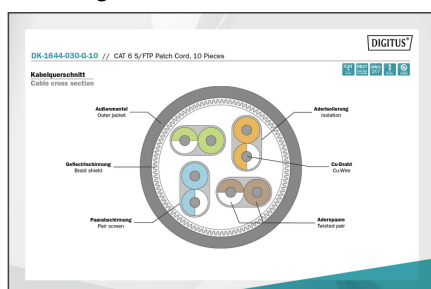 DIGITUS®
DK-1644-030-G-10 // CAT 6 S/FTP Patch Cord, 10 Pieces
Kabelquerschnitt
Cable cross section
Außenmantel
Outer jacket
Aderisolierung
Isolation
Geflechtschirmung
Braid shield
Cu-Draht
Cu-Wire
Paarabschirmung
Pair screen
Adernpaare
Twisted pair